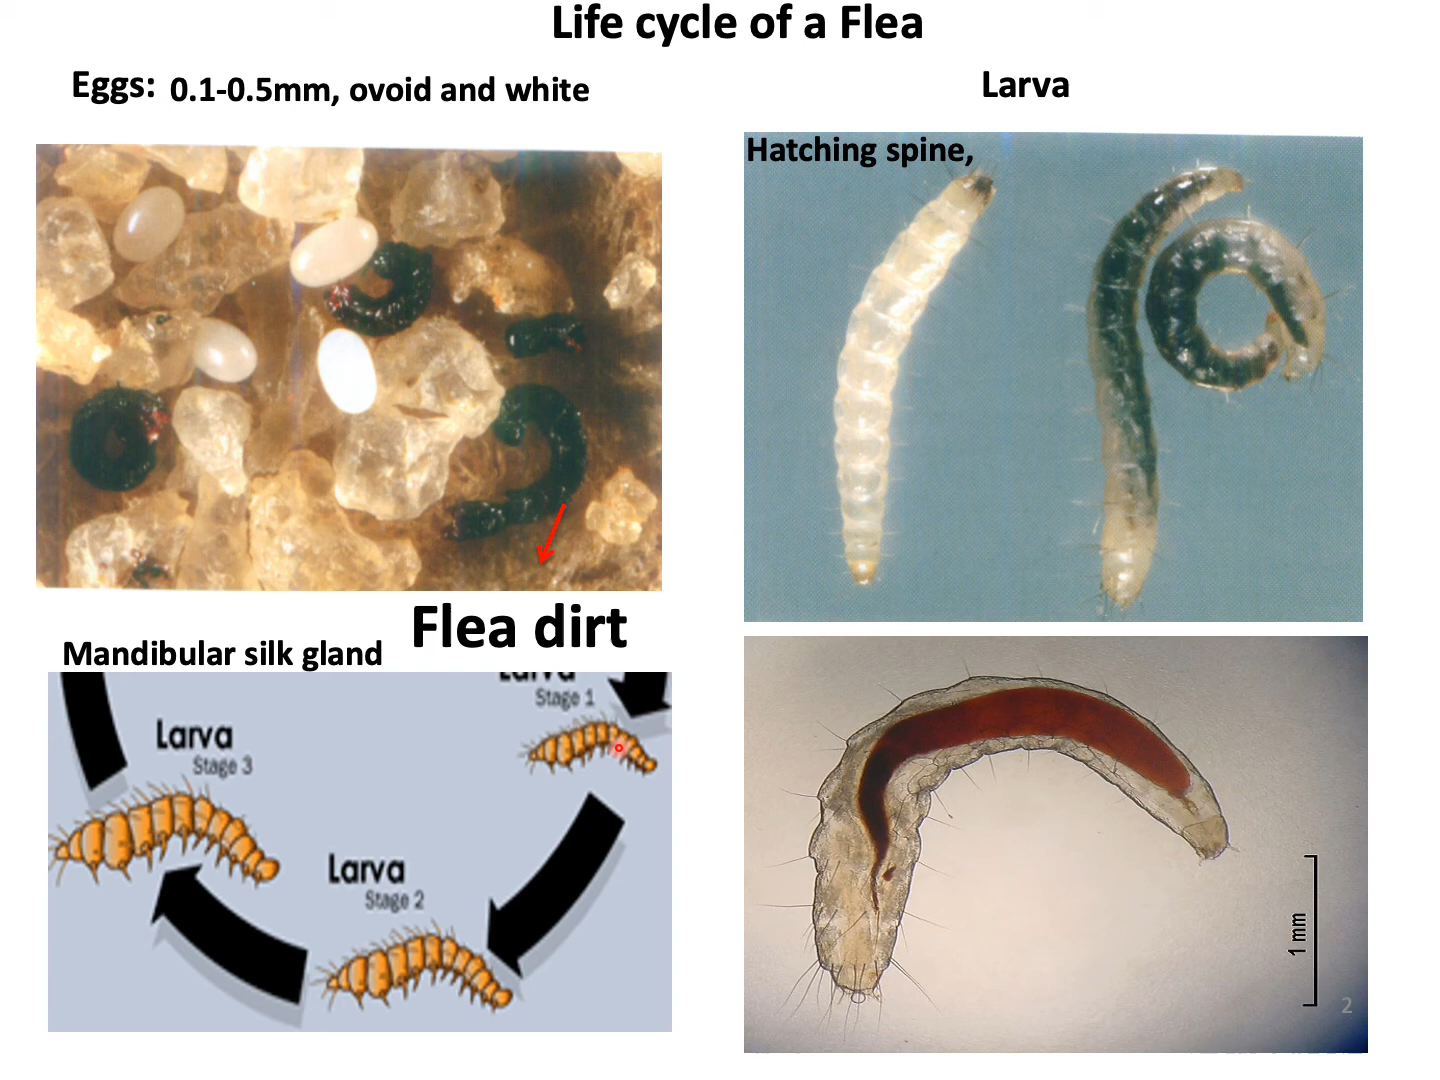 Life cycle of a Flea
Eggs: 0.1-0.5mm, ovoid and white
Larva
Hatching spine,
Flea dirt
Mandibular silk gland
Larva
Stage 1
Larva
Stage 3
Larva
Stage 2
1 mm
2